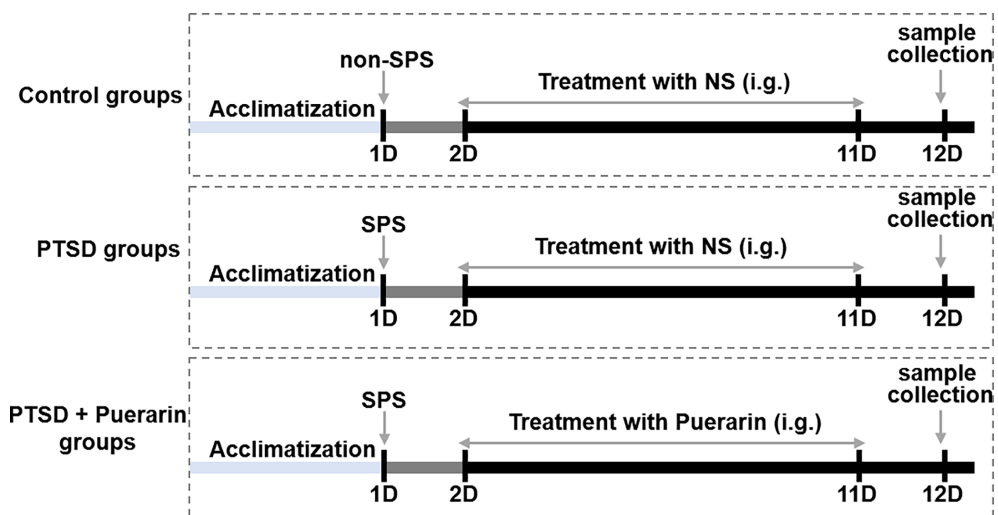 sample
collection
non-SPS
Treatment with NS (i.g.)
Control groups
Acclimatization
1D 2D 11D 12D
sample
collection
SPS
Treatment with NS (i.g.)
PTSD groups
Acclimatization
1D 2D 11D 12D
sample
collection
SPS
Treatment with Puerarin (i.g.)
PTSD + Puerarin
groups
Acclimatization
1D 2D 11D 12D